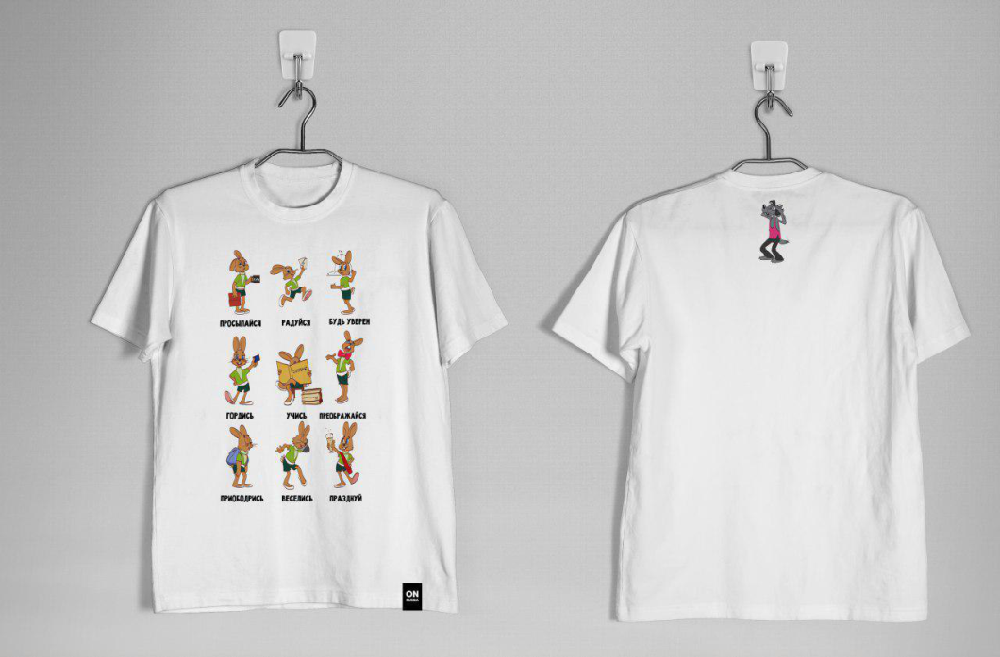 ПРОСЫПАЙСЯ РАДУЙСЯ БУДЬ УВЕРЕН
ГОРДИСЬ УЧИСЬ ПРЕОБРАЖАЙСЯ
ПРИОБОДРИСЬ ВЕСЕЛИСЬ ПРАЗДНУЙ
ON